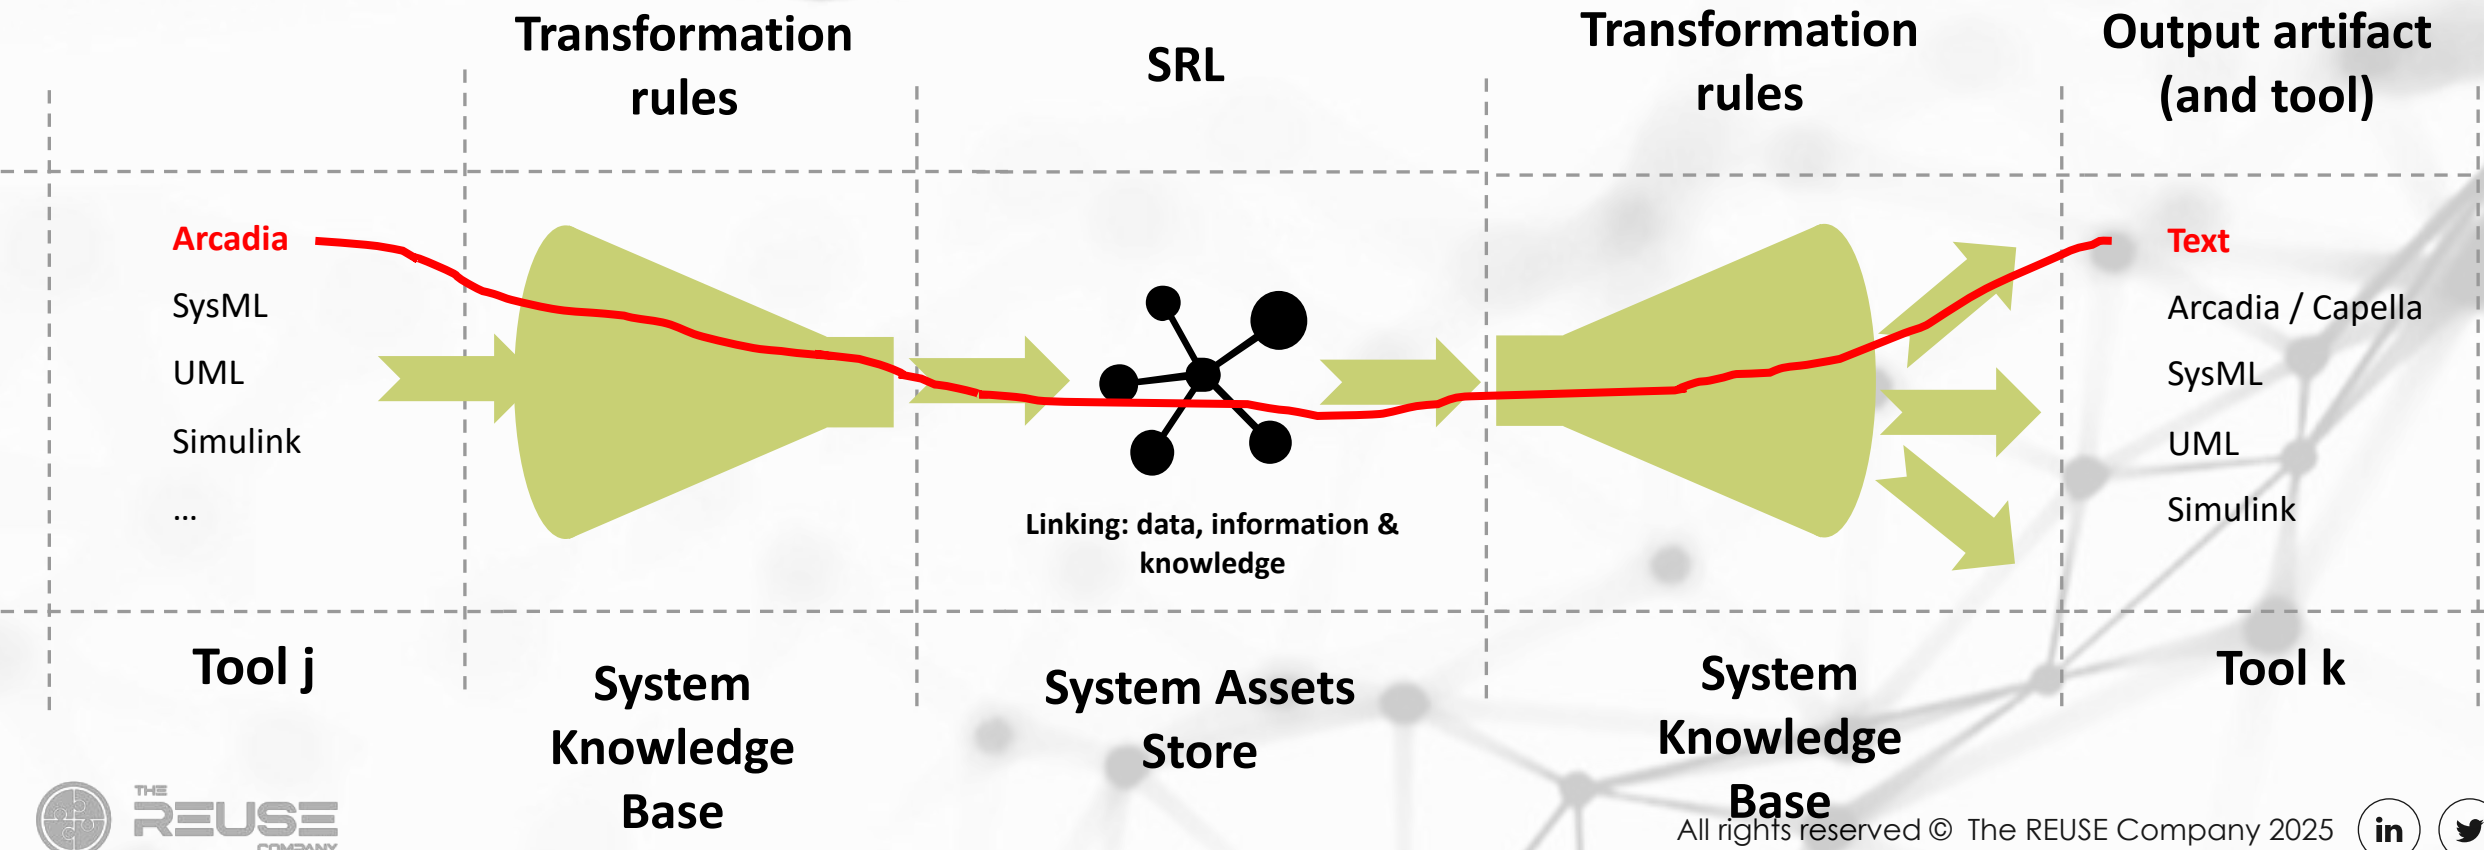 Transformation
rules
SRL
Transformation
rules
Output artifact
(and tool)
Arcadia
SysML
UML
Simulink
...
Linking: data, information &
knowledge
Text
Arcadia / Capella
SysML
UML
Simulink
Tool j
System
Knowledge
Base
System Assets
Store
System
Knowledge
Base
Tool k
THE
REUSE
COMPANY
All rights reserved © The REUSE Company 2025
in